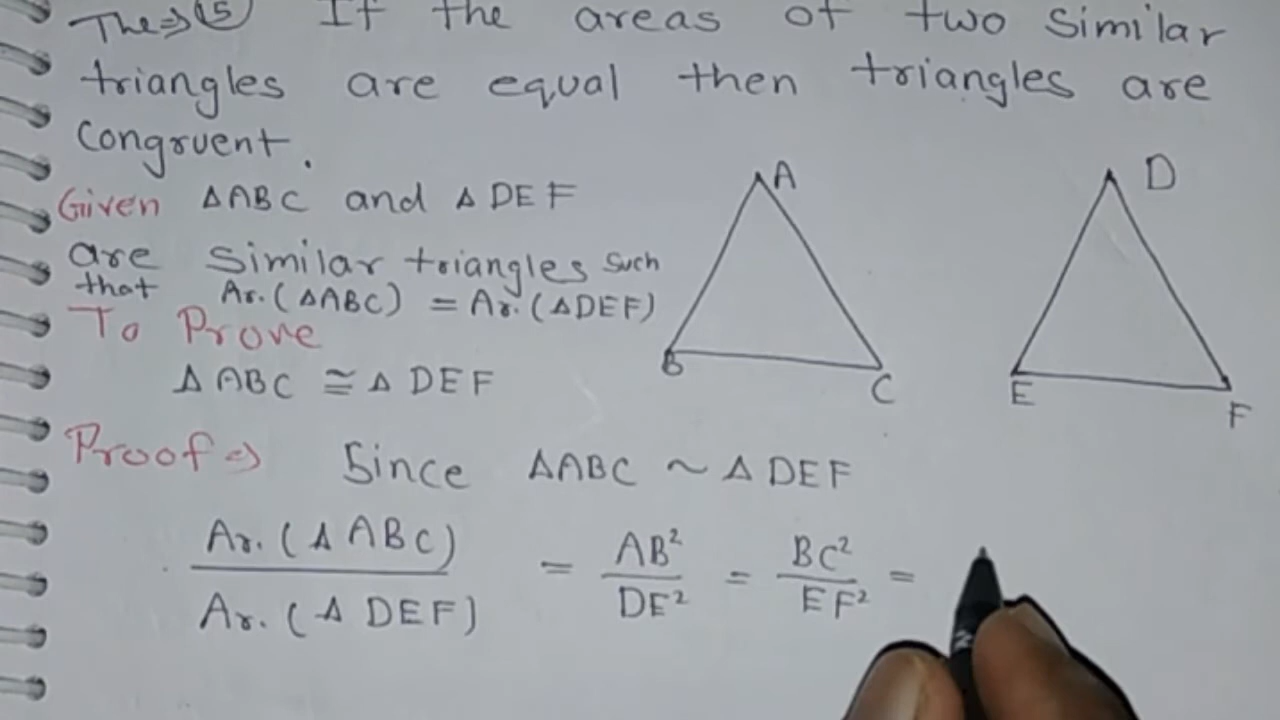 The⇒ (5) If the areas of two similar
triangles are equal then triangles are
Congruent.
Given ΔABC and ΔDEF
are similar triangles such
that Ar.(ΔABC) = Ar.(ΔDEF)
To Prove
ΔABC ≅ ΔDEF
A
B
C
D
E
F
Proof⇒ Since ΔABC ~ ΔDEF
Ar.(ΔABC) / Ar.(ΔDEF) = AB² / DE² = BC² / EF² =